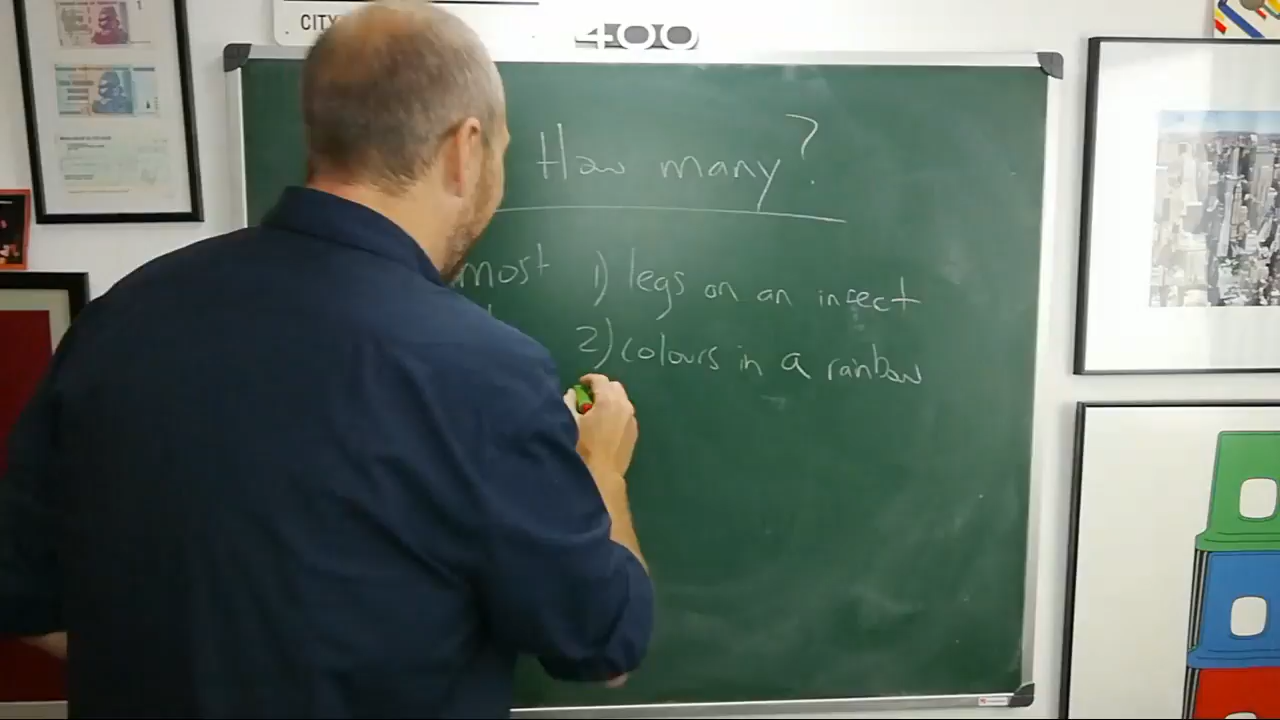 CITY
400
How many?
most 1) legs on an insect
2) colours in a rainbow